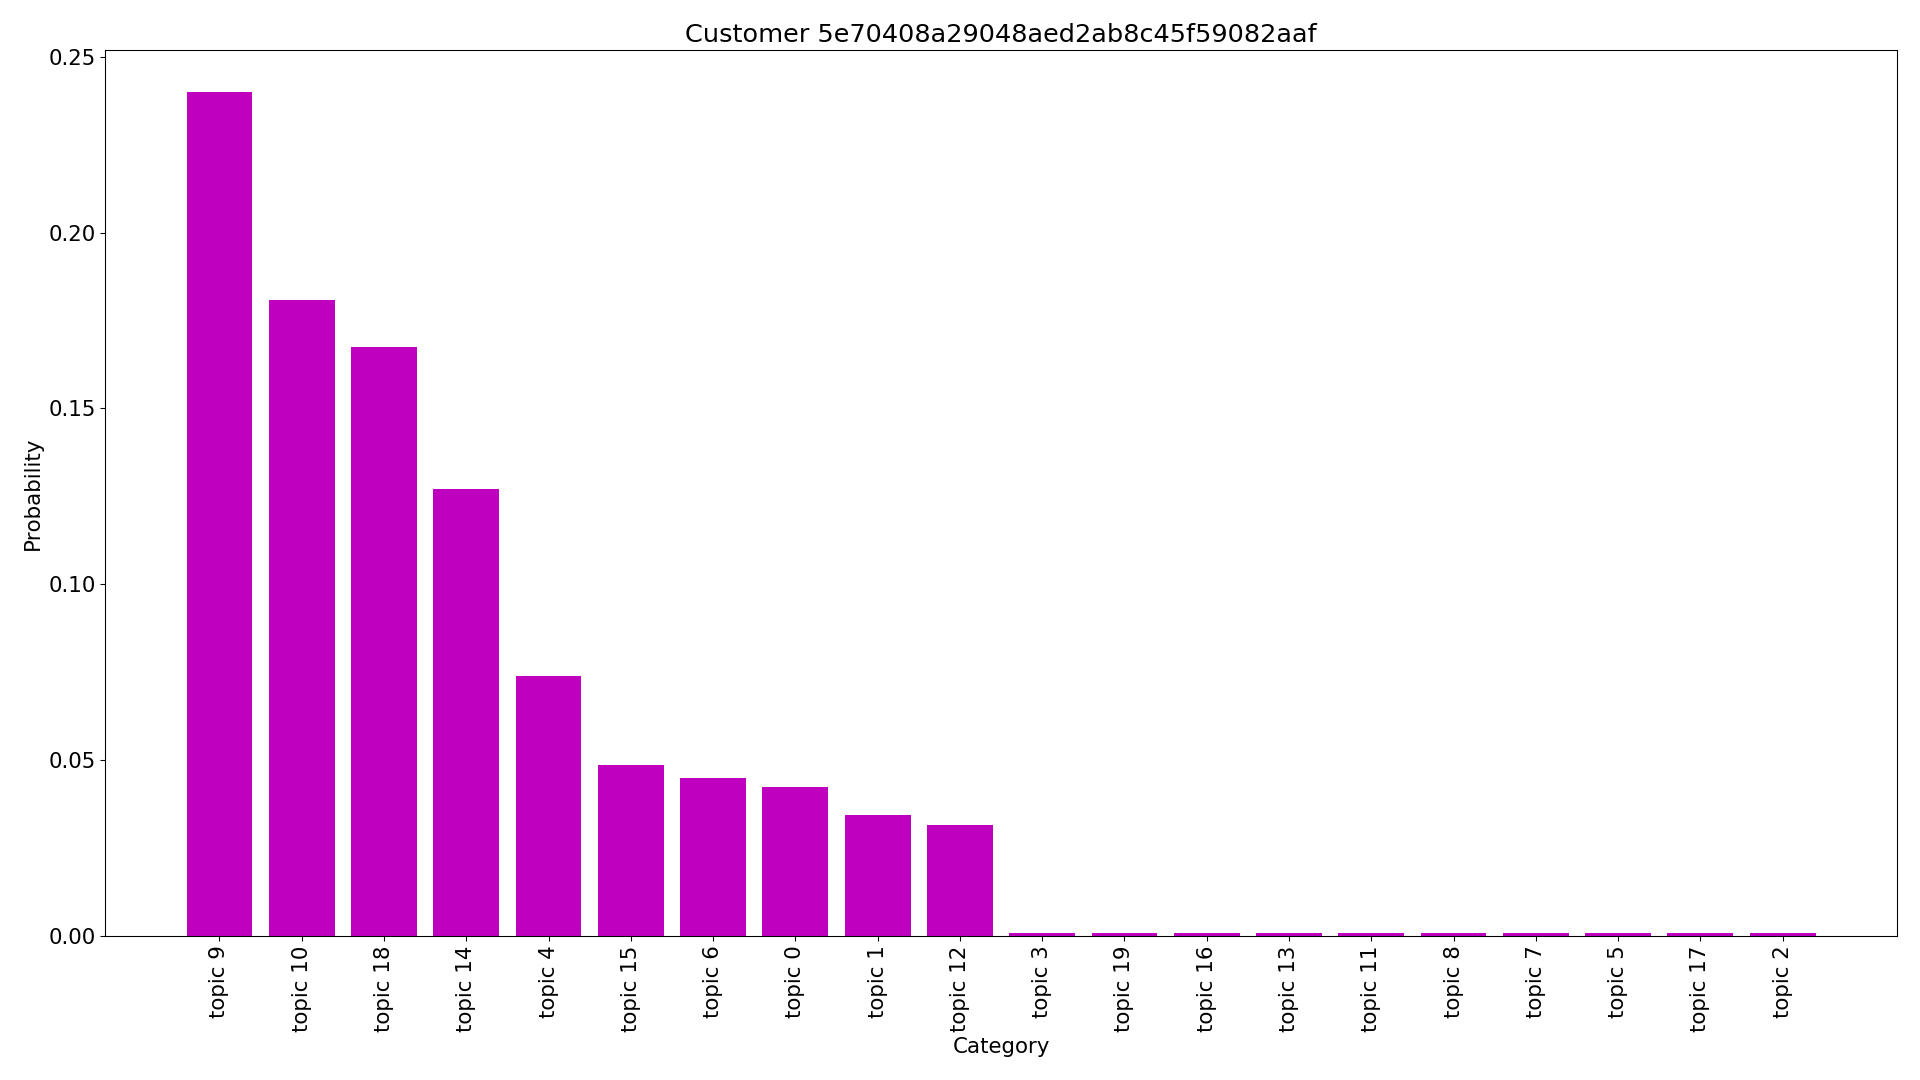 Customer 5e70408a29048aed2ab8c45f59082aaf
0.25
0.20
0.15
0.10
0.05
0.00
Probability
topic 9
topic 10
topic 18
topic 14
topic 4
topic 15
topic 6
topic 0
topic 1
topic 12
topic 3
topic 19
topic 16
topic 13
topic 11
topic 8
topic 7
topic 5
topic 17
topic 2
Category